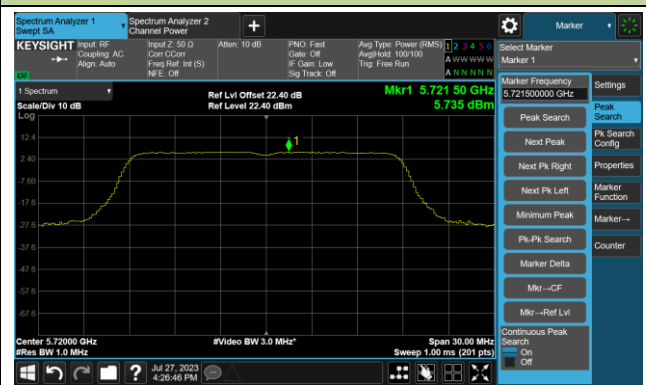 Spectrum Analyzer 1
Swept SA
Spectrum Analyzer 2
Channel Power
Marker
KEYSIGHT
Input: RF
Coupling: AC
Align: Auto
Input Z: 50 Ω
Corr CCorr
Freq Ref: Int (S)
NFE: Off
Atten: 10 dB
PNO: Fast
Gate: Off
IF Gain: Low
Sig Track: Off
Avg Type: Power (RMS)
Avg|Hold: 100/100
Trig: Free Run
1 2 3 4 5 6
A W W W W W
A N N N N N
LXI
Select Marker
Marker 1
1 Spectrum
Scale/Div 10 dB
Log
Ref Lvl Offset 22.40 dB
Ref Level 22.40 dBm
Mkr1 5.721 50 GHz
5.735 dBm
1
12.4
2.40
-7.60
-17.6
-27.6
-37.6
-47.6
-57.6
-67.6
Center 5.72000 GHz
#Res BW 1.0 MHz
#Video BW 3.0 MHz*
Span 30.00 MHz
Sweep 1.00 ms (201 pts)
Marker Frequency
5.721500000 GHz
Peak Search
Next Peak
Next Pk Right
Next Pk Left
Minimum Peak
Pk-Pk Search
Marker Delta
Mkr→CF
Mkr→Ref Lvl
Continuous Peak
Search
On
Off
Settings
Peak
Search
Pk Search
Config
Properties
Marker
Function
Marker→
Counter
?
Jul 27, 2023
4:26:46 PM